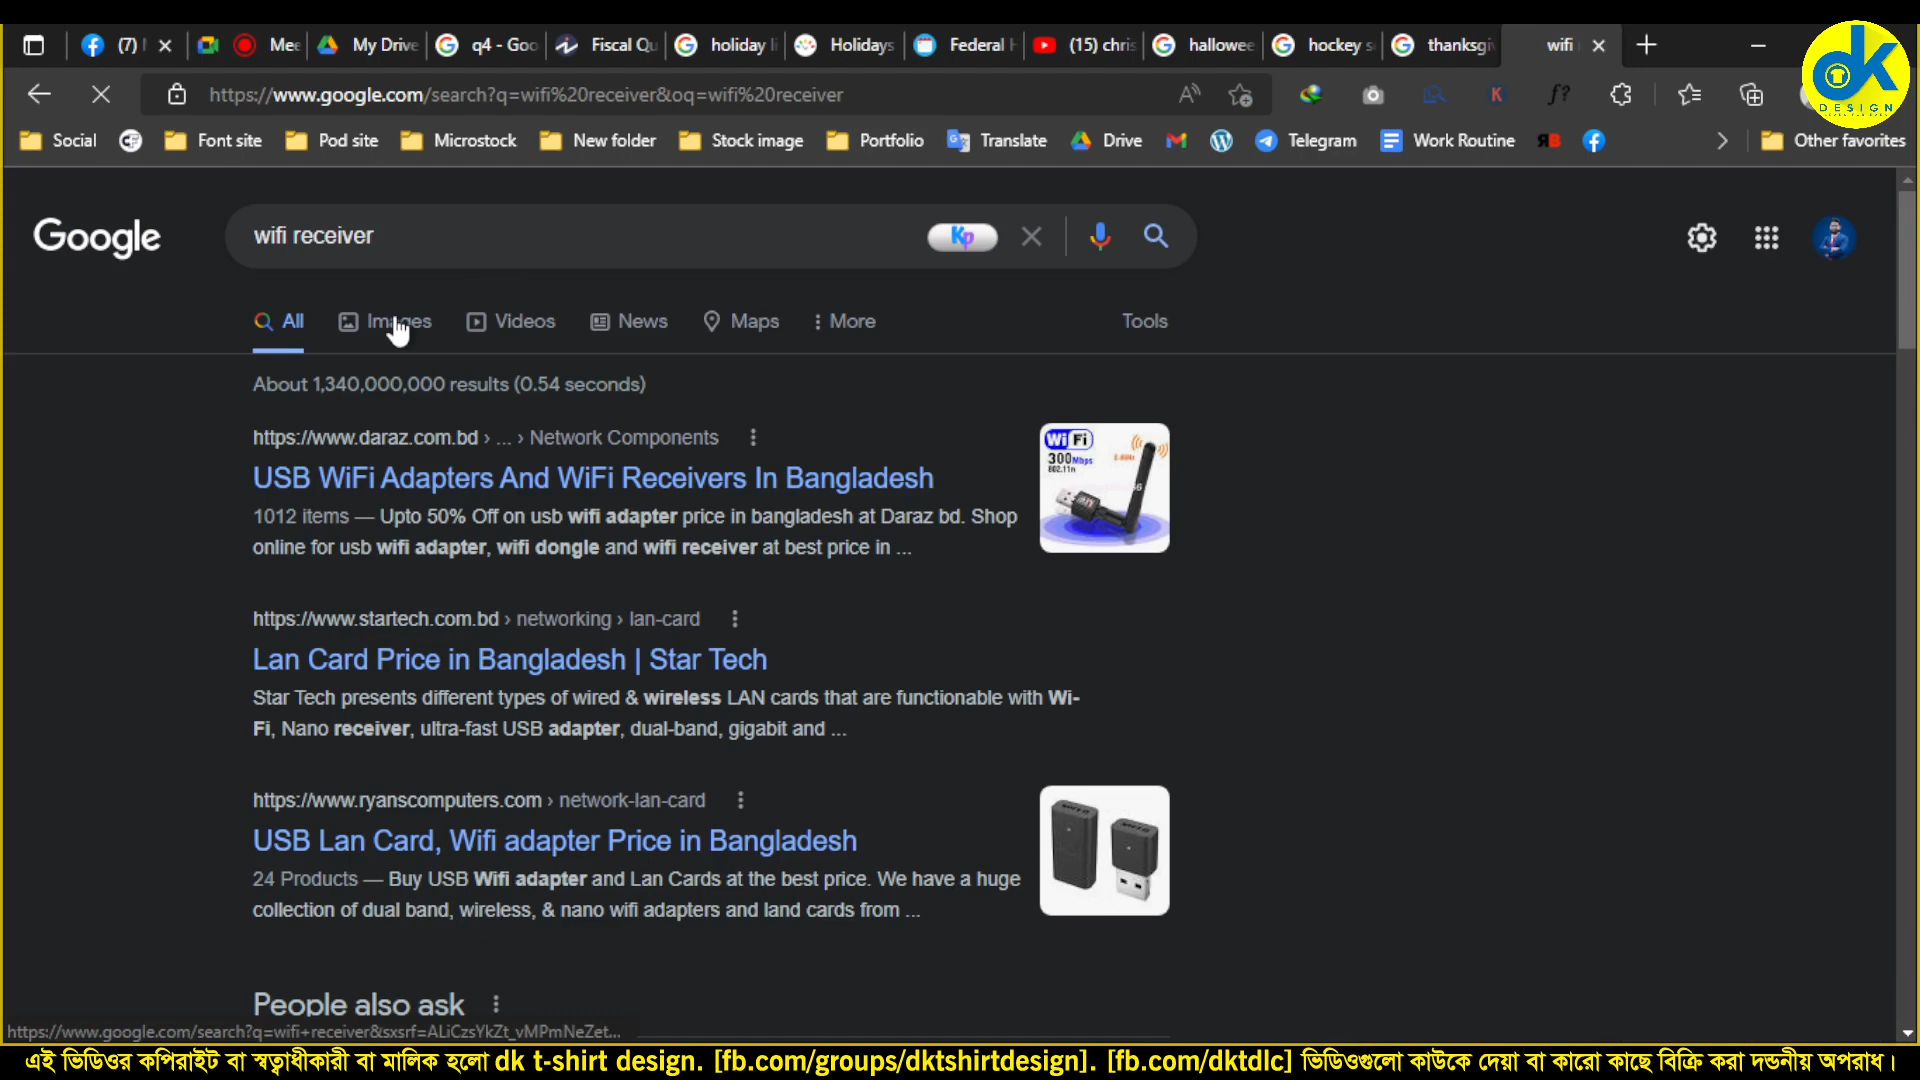 (7)
Mee
My Drive
q4 - Goo
Fiscal Qu
holiday li
Holidays
Federal H
(15) chris
hallowee
hockey s
thanksgiv
wifi
https://www.google.com/search?q=wifi%20receiver&oq=wifi%20receiver
dK
DESIGN
Social
Font site
Pod site
Microstock
New folder
Stock image
Portfolio
Translate
Drive
Telegram
Work Routine
Other favorites
Google
wifi receiver
Kp
All
Images
Videos
News
Maps
More
Tools
About 1,340,000,000 results (0.54 seconds)
https://www.daraz.com.bd › ... › Network Components
USB WiFi Adapters And WiFi Receivers In Bangladesh
1012 items — Upto 50% Off on usb wifi adapter price in bangladesh at Daraz bd. Shop
online for usb wifi adapter, wifi dongle and wifi receiver at best price in ...
WiFi
300Mbps
802.11n
https://www.startech.com.bd › networking › lan-card
Lan Card Price in Bangladesh | Star Tech
Star Tech presents different types of wired & wireless LAN cards that are functionable with Wi-
Fi, Nano receiver, ultra-fast USB adapter, dual-band, gigabit and ...
https://www.ryanscomputers.com › network-lan-card
USB Lan Card, Wifi adapter Price in Bangladesh
24 Products — Buy USB Wifi adapter and Lan Cards at the best price. We have a huge
collection of dual band, wireless, & nano wifi adapters and land cards from ...
People also ask
https://www.google.com/search?q=wifi+receiver&sxsrf=ALiCzsYkZt_vMPmNeZet...
এই ভিডিওর কপিরাইট বা স্বত্বাধীকারী বা মালিক হলো dk t-shirt design. [fb.com/groups/dktshirtdesign]. [fb.com/dktdlc] ভিডিওগুলো কাউকে দেয়া বা কারো কাছে বিক্রি করা দন্ডনীয় অপরাধ।